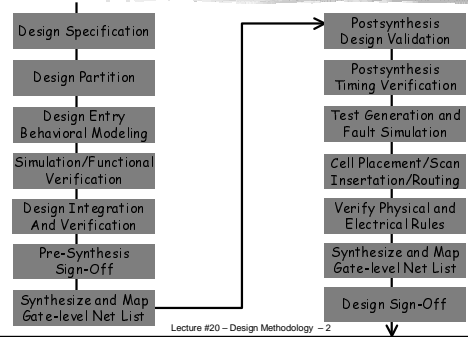 Design Specification
Design Partition
Design Entry
Behavioral Modeling
Simulation/Functional
Verification
Design Integration
And Verification
Pre-Synthesis
Sign-Off
Synthesize and Map
Gate-level Net List
Postsynthesis
Design Validation
Postsynthesis
Timing Verification
Test Generation and
Fault Simulation
Cell Placement/Scan
Insertation/Routing
Verify Physical and
Electrical Rules
Synthesize and Map
Gate-level Net List
Design Sign-Off
Lecture #20 – Design Methodology – 2